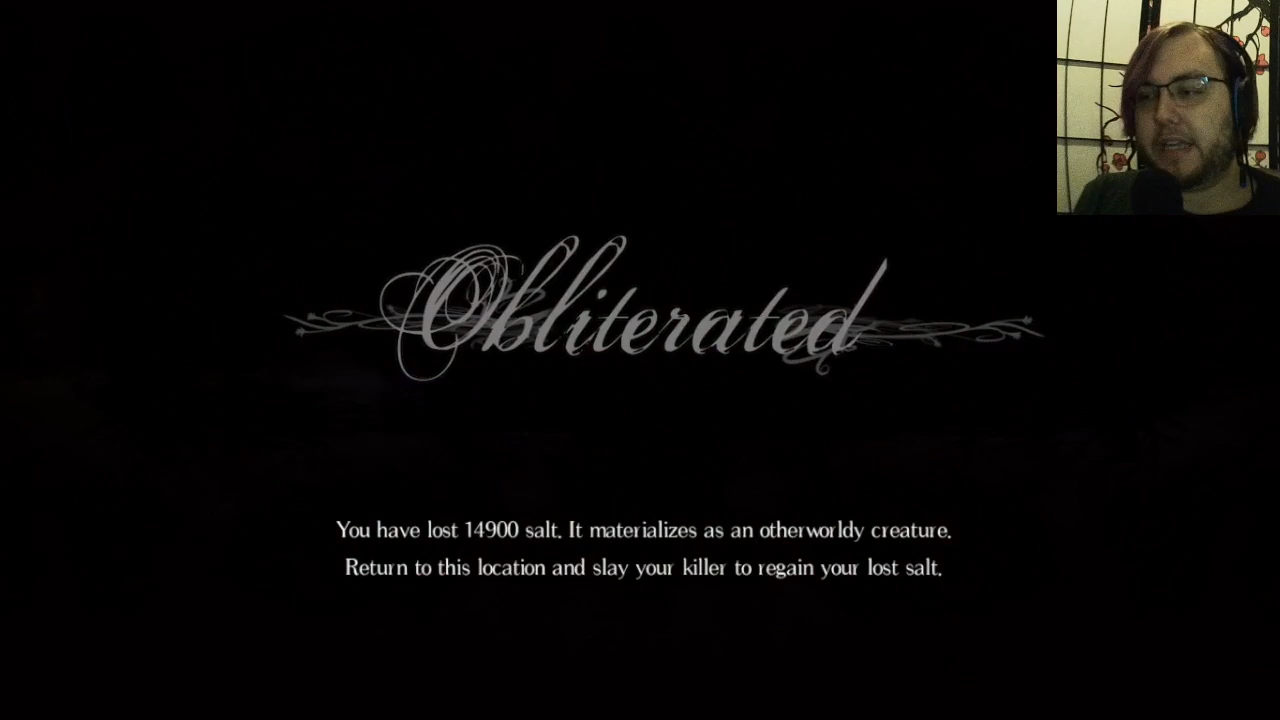 Obliterated
You have lost 14900 salt. It materializes as an otherworldy creature.
Return to this location and slay your killer to regain your lost salt.